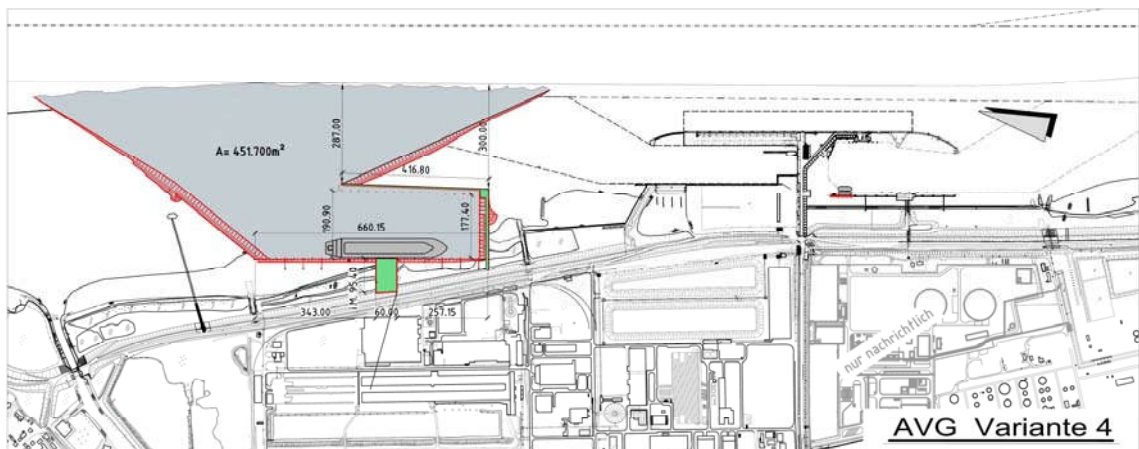 287.00
300.00
A= 451.700m²
416.80
190.90
177.40
660.15
i. M. 95.40
343.00
60.00
257.15
nur nachrichtlich
AVG Variante 4